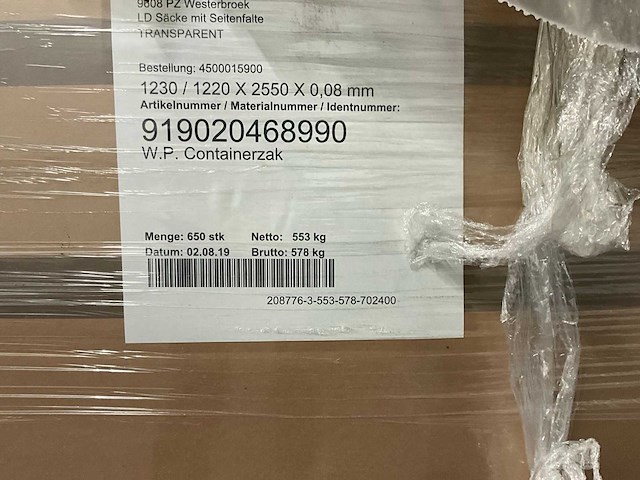 9608 PZ Westerbroek
LD Säcke mit Seitenfalte
TRANSPARENT
Bestellung: 4500015900
1230 / 1220 X 2550 X 0,08 mm
Artikelnummer / Materialnummer / Identnummer:
919020468990
W.P. Containerzak
Menge: 650 stk Netto: 553 kg
Datum: 02.08.19 Brutto: 578 kg
208776-3-553-578-702400